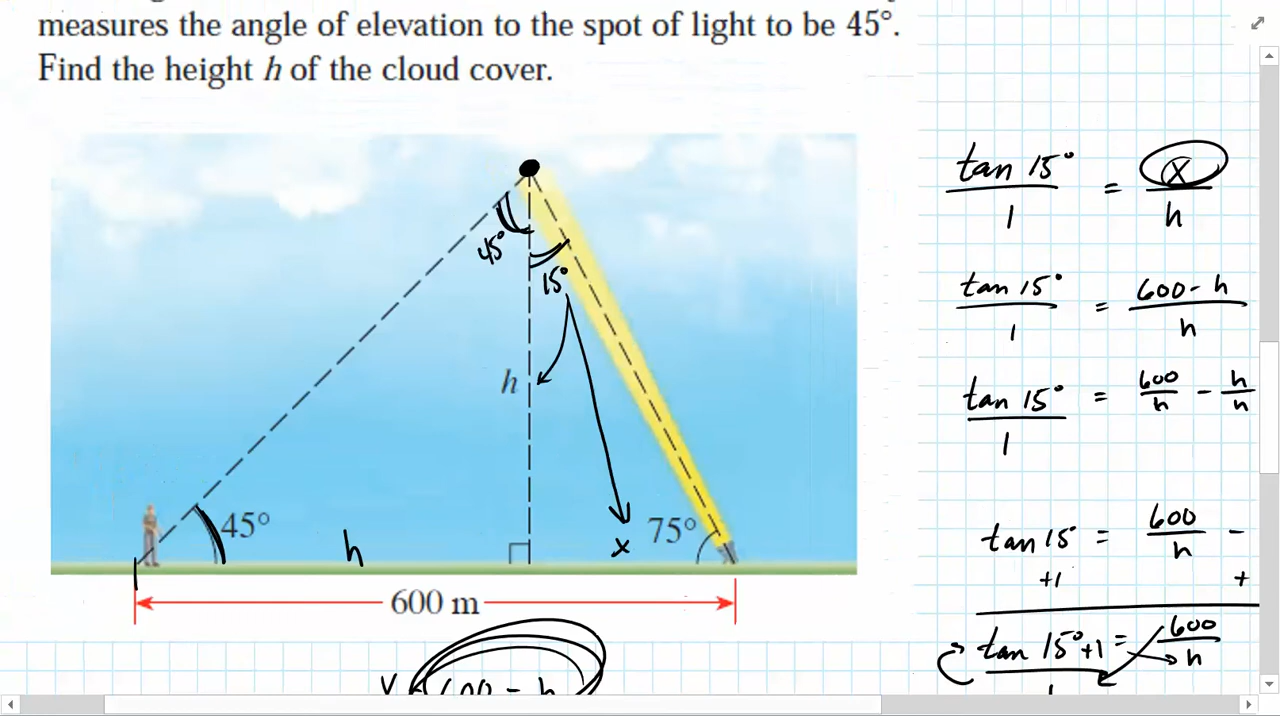 measures the angle of elevation to the spot of light to be 45°.
Find the height h of the cloud cover.
45°
15°
h
45°
h
x
75°
600 m
600 - h
tan 15° / 1 = x / h
tan 15° / 1 = 600 - h / h
tan 15° / 1 = 600 / h - h / h
tan 15 = 600 / h -
+1 +
tan 15° +1 = 600 / h
1